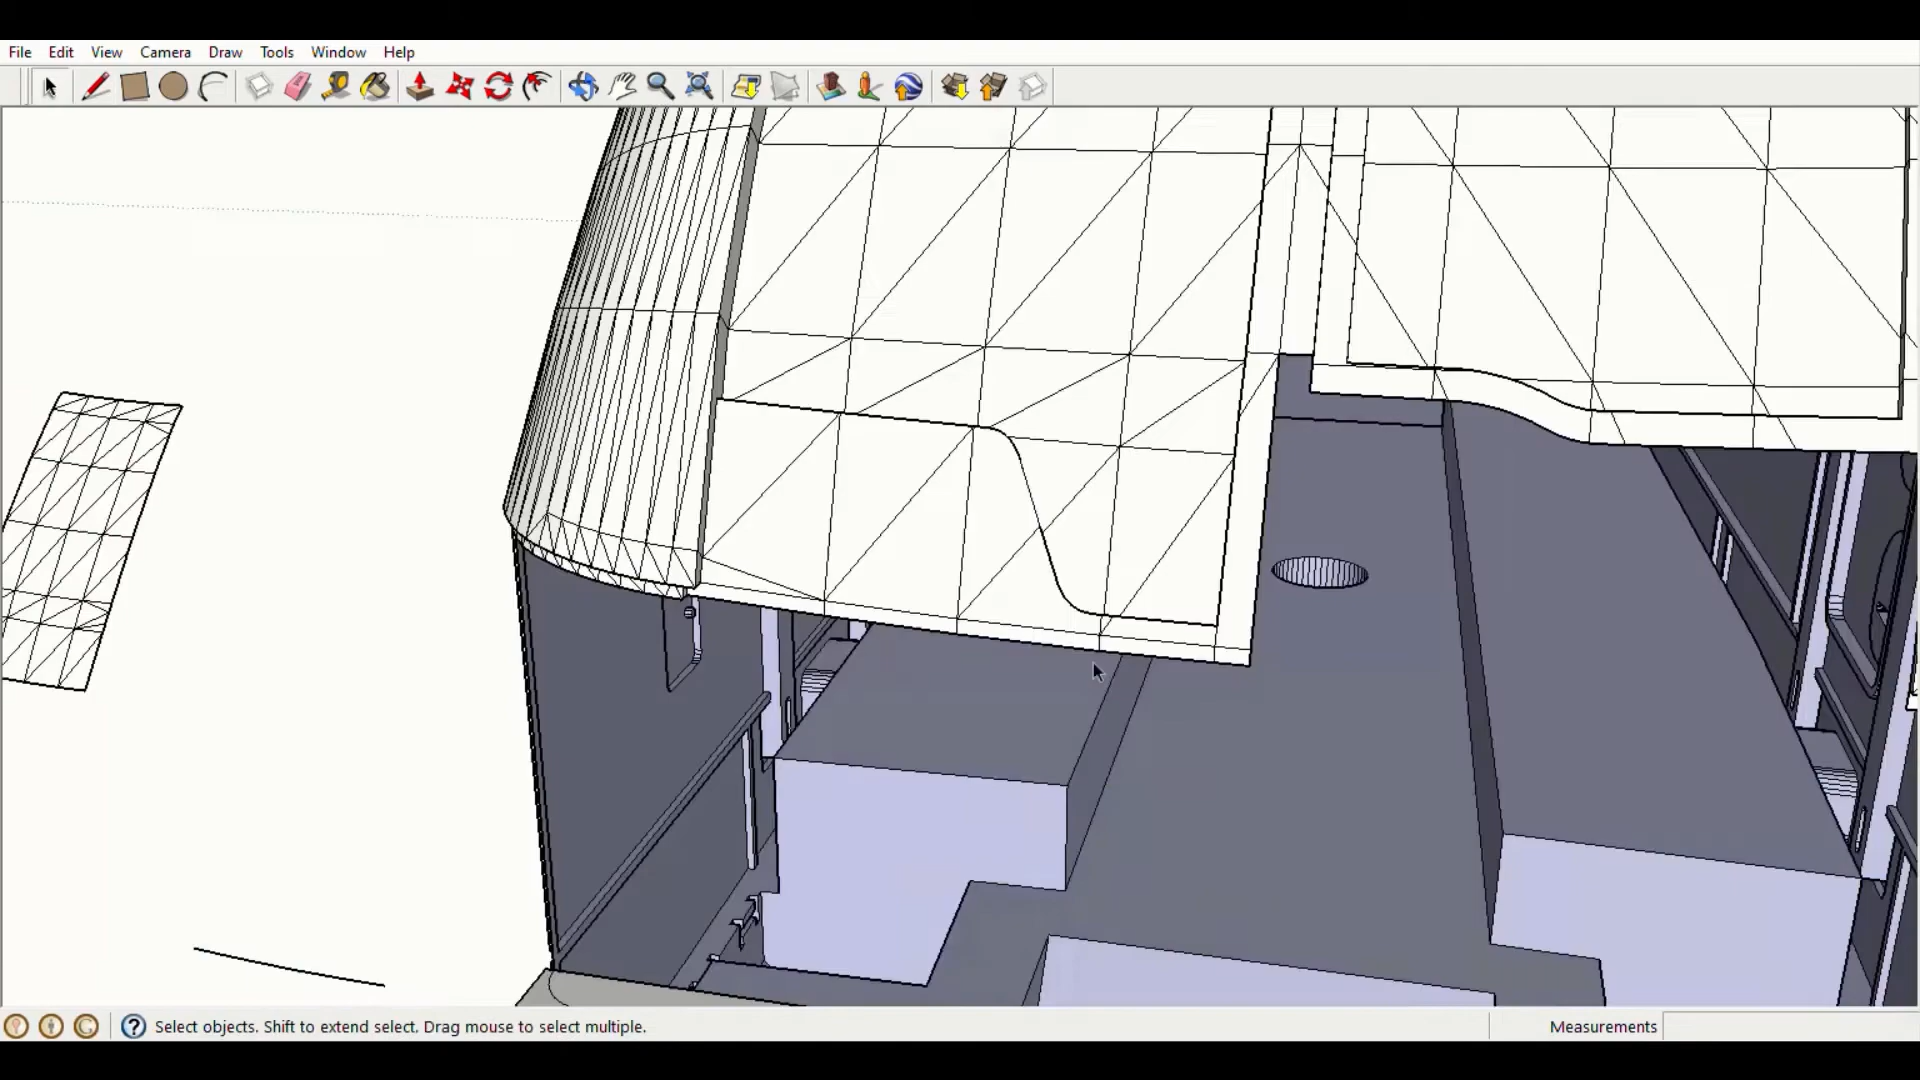 File Edit View Camera Draw Tools Window Help
Select objects. Shift to extend select. Drag mouse to select multiple.
Measurements